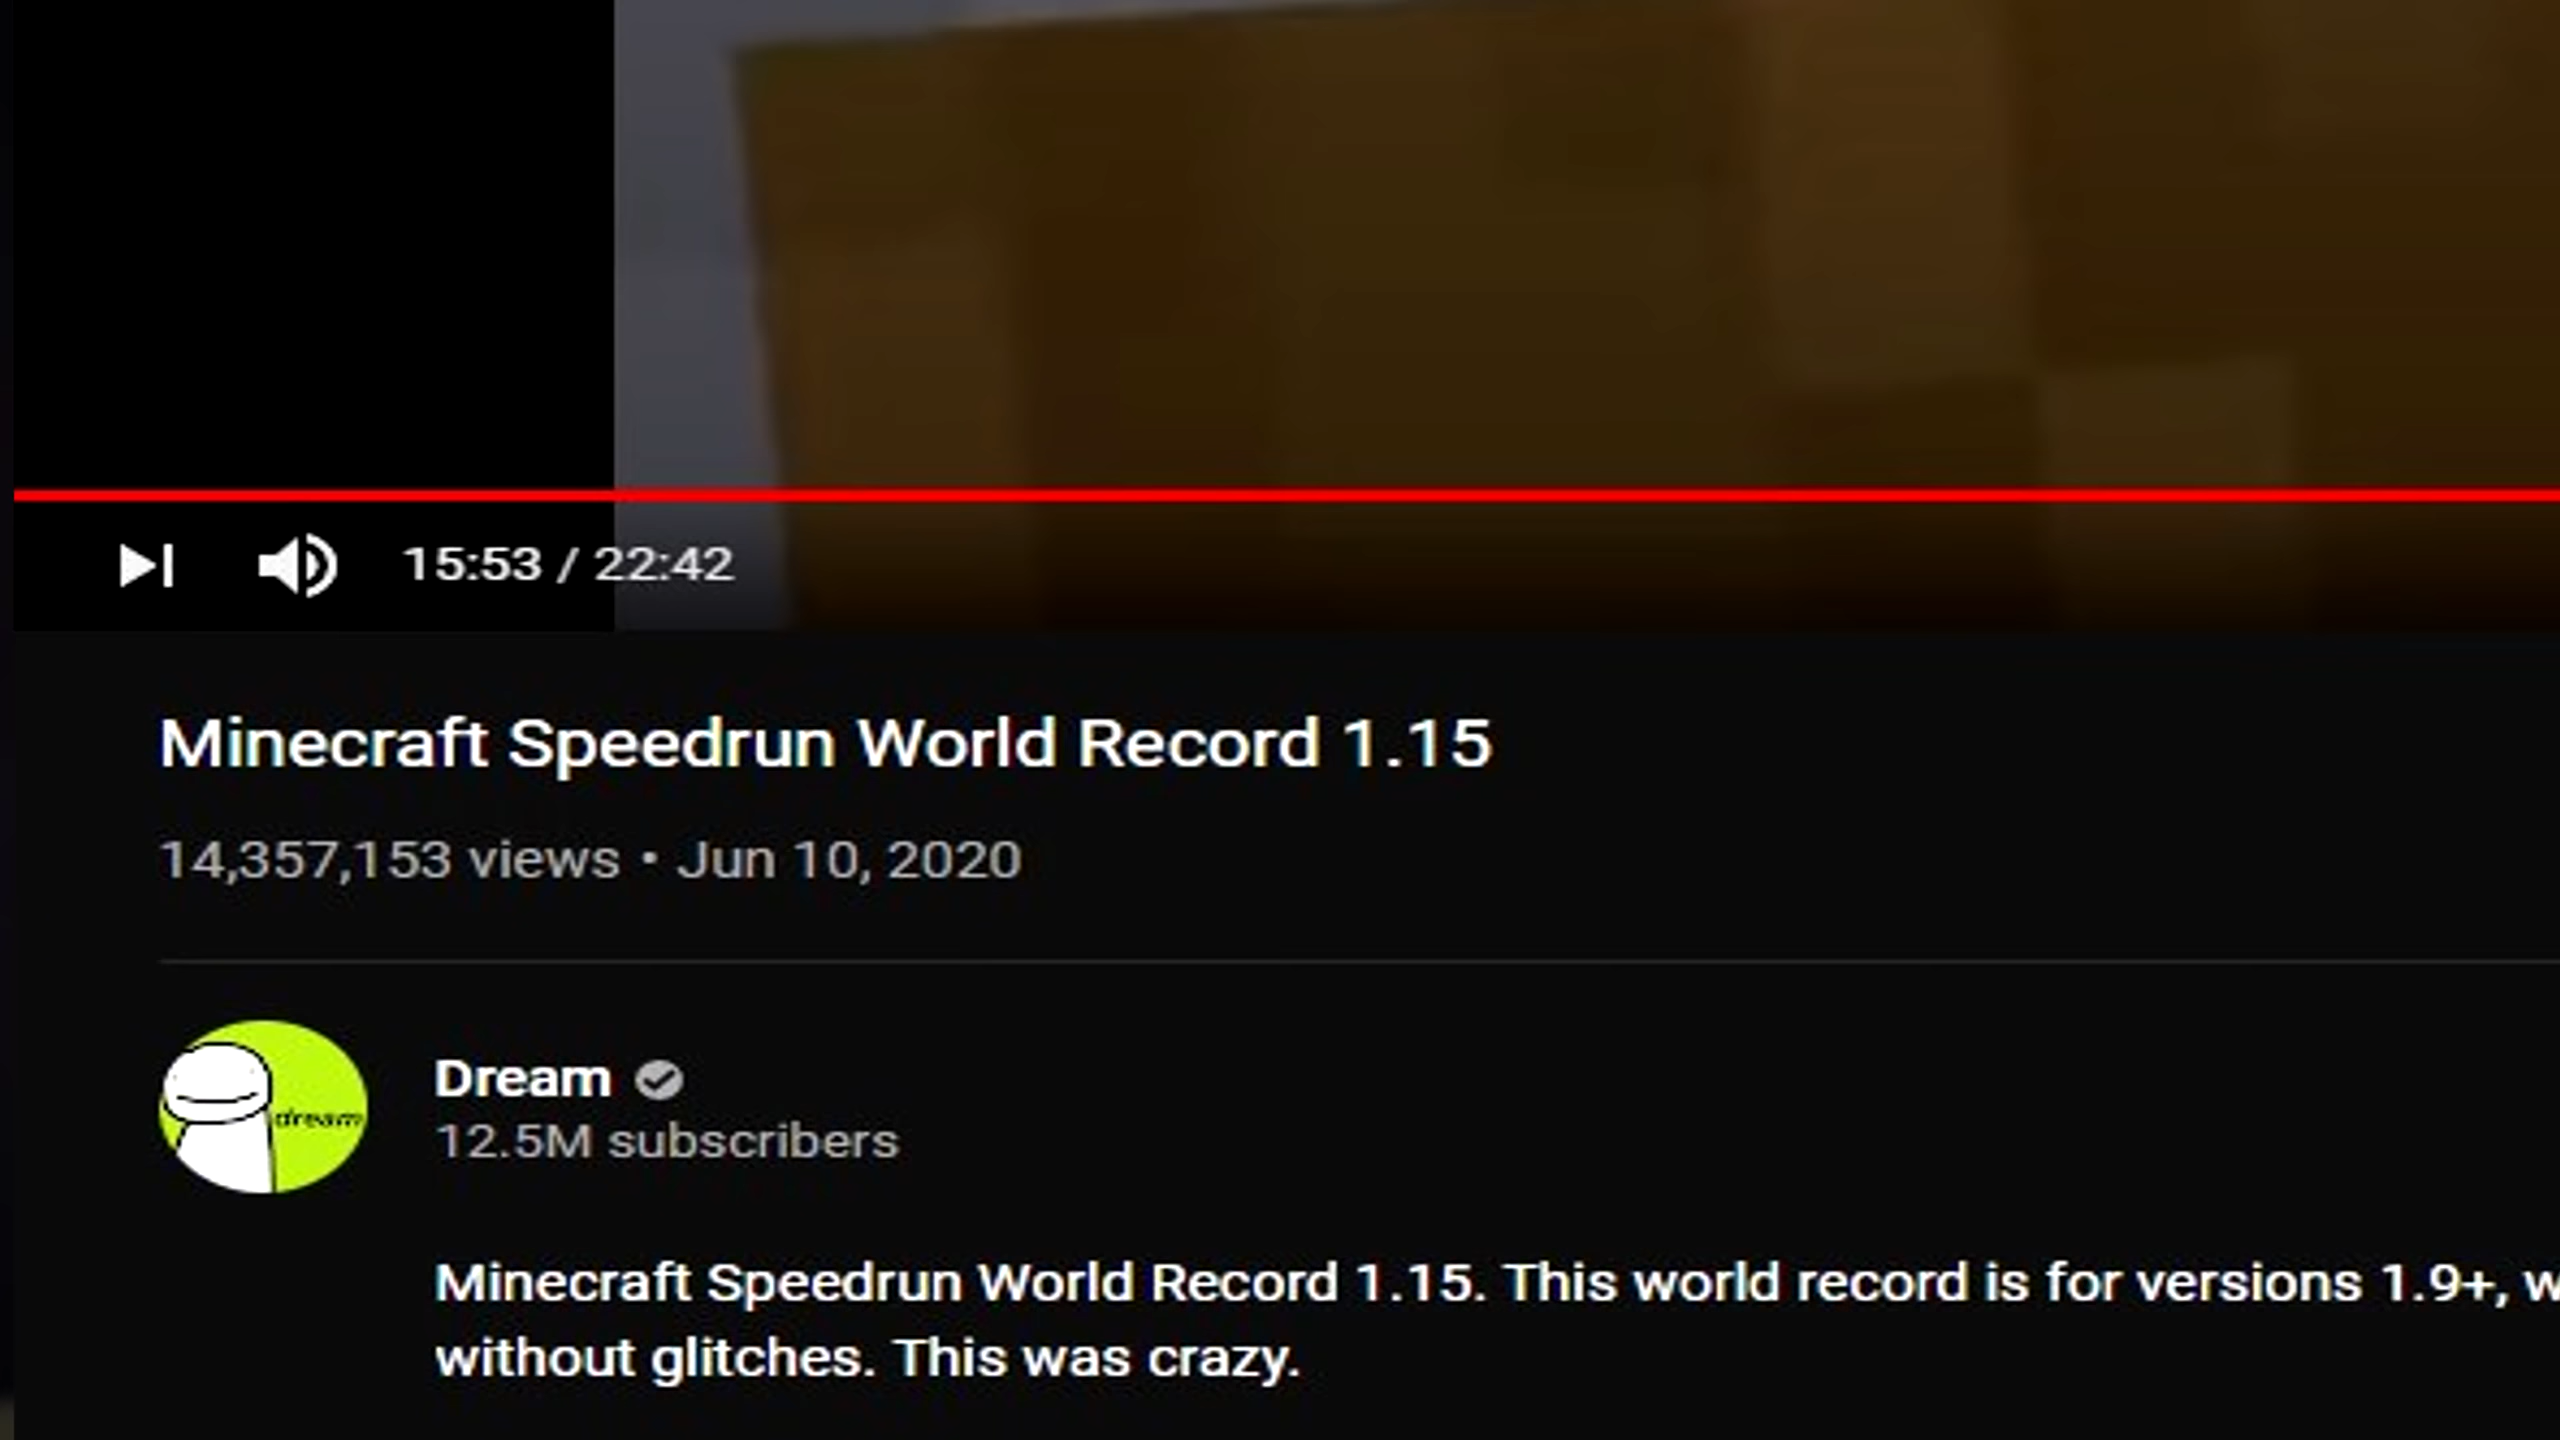 15:53 / 22:42
Minecraft Speedrun World Record 1.15
14,357,153 views • Jun 10, 2020
dream
Dream
12.5M subscribers
Minecraft Speedrun World Record 1.15. This world record is for versions 1.9+, w
without glitches. This was crazy.